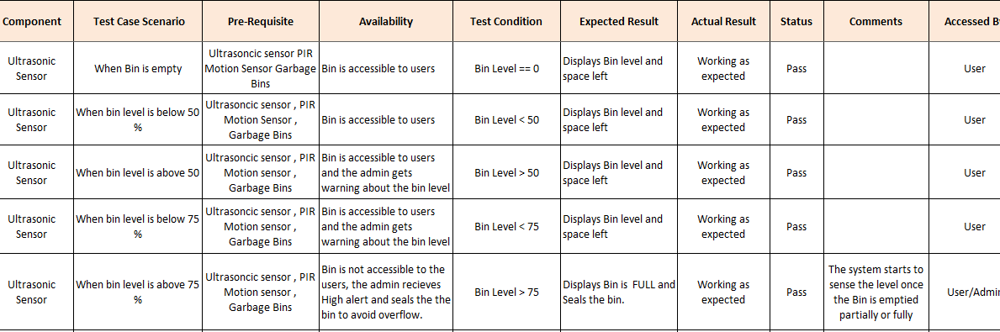 Component Test Case Scenario Pre-Requisite Availability Test Condition Expected Result Actual Result Status Comments Accessed B
Ultrasonic
Sensor
When Bin is empty
Ultrasoncic sensor PIR
Motion Sensor Garbage
Bins
Bin is accessible to users
Bin Level == 0
Displays Bin level and
space left
Working as
expected
Pass
User
Ultrasonic
Sensor
When bin level is below 50
%
Ultrasoncic sensor , PIR
Motion Sensor ,
Garbage Bins
Bin is accessible to users
Bin Level < 50
Displays Bin level and
space left
Working as
expected
Pass
User
Ultrasonic
Sensor
When bin level is above 50
Ultrasoncic sensor , PIR
Motion sensor ,
Garbage Bins
Bin is accessible to users
and the admin gets
warning about the bin level
Bin Level > 50
Displays Bin level and
space left
Working as
expected
Pass
User
Ultrasonic
Sensor
When bin level is below 75
%
Ultrasoncic sensor , PIR
Motion sensor ,
Garbage Bins
Bin is accessible to users
and the admin gets
warning about the bin level
Bin Level < 75
Displays Bin level and
space left
Working as
expected
Pass
User
Ultrasonic
Sensor
When bin level is above 75
%
Ultrasoncic sensor , PIR
Motion sensor ,
Garbage Bins
Bin is not accessible to the
users, the admin recieves
High alert and seals the the
bin to avoid overflow.
Bin Level > 75
Displays Bin is FULL and
Seals the bin.
Working as
expected
Pass
The system starts to
sense the level once
the Bin is emptied
partially or fully
User/Admin